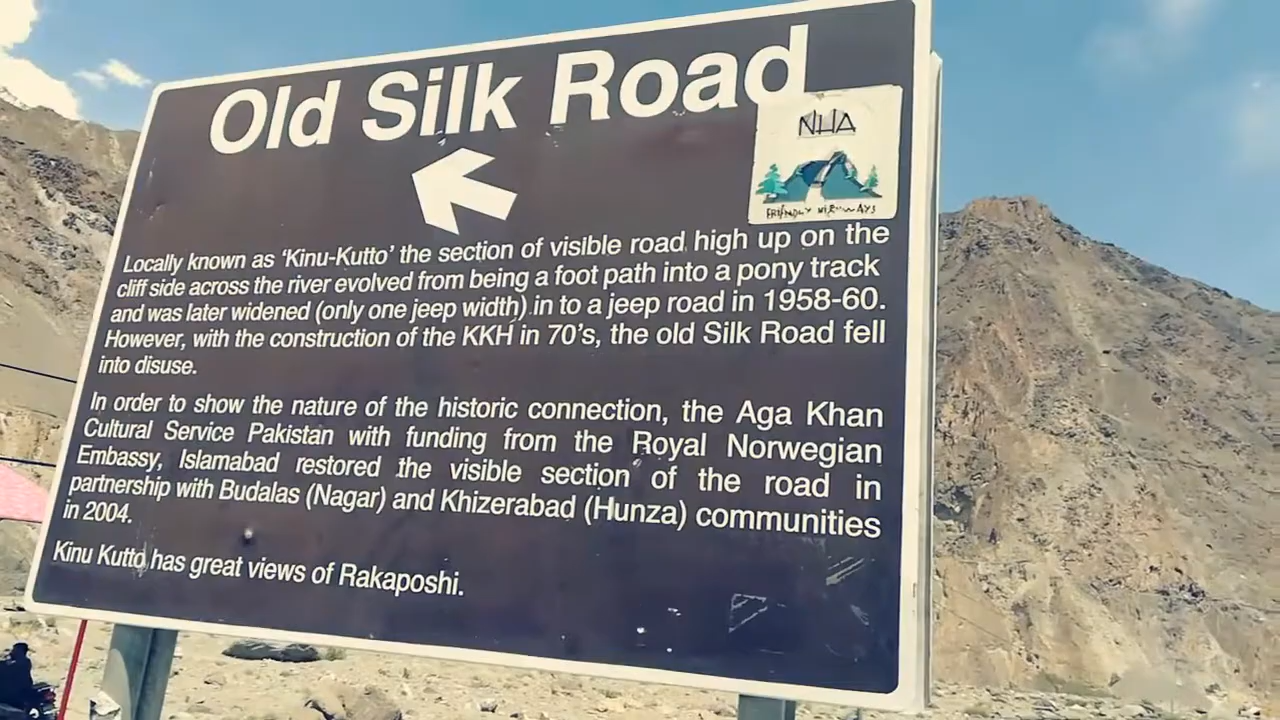 Old Silk Road
NHA
FRIENDLY HIGHWAYS
Locally known as 'Kinu-Kutto' the section of visible road high up on the
cliff side across the river evolved from being a foot path into a pony track
and was later widened (only one jeep width) in to a jeep road in 1958-60.
However, with the construction of the KKH in 70's, the old Silk Road fell
into disuse.
In order to show the nature of the historic connection, the Aga Khan
Cultural Service Pakistan with funding from the Royal Norwegian
Embassy, Islamabad restored the visible section of the road in
partnership with Budalas (Nagar) and Khizerabad (Hunza) communities
in 2004.
Kinu Kutto has great views of Rakaposhi.